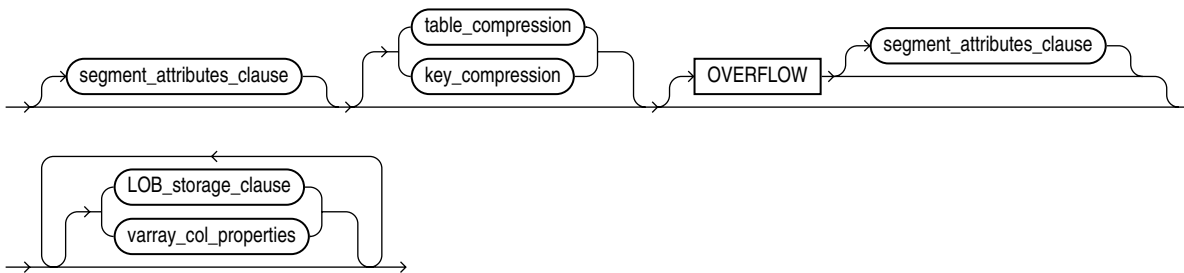 table_compression
segment_attributes_clause
segment_attributes_clause
key_compression
OVERFLOW
LOB_storage_clause
varray_col_properties